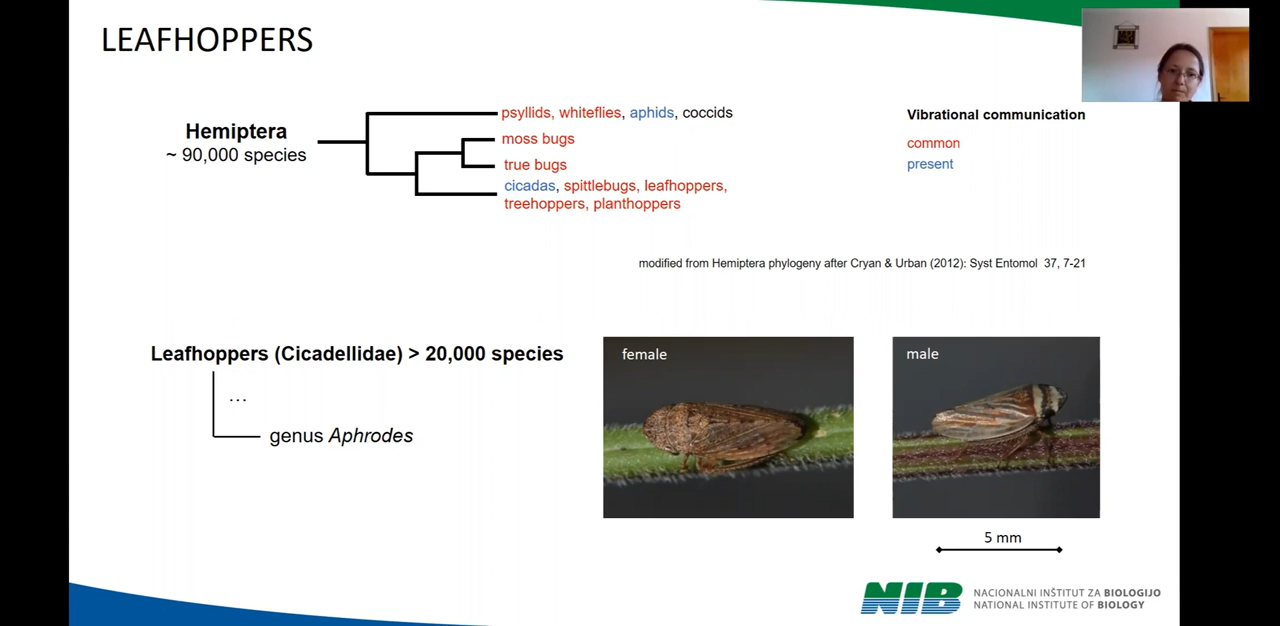 LEAFHOPPERS
Hemiptera
~ 90,000 species
psyllids, whiteflies, aphids, coccids
moss bugs
true bugs
cicadas, spittlebugs, leafhoppers,
treehoppers, planthoppers
Vibrational communication
common
present
modified from Hemiptera phylogeny after Cryan & Urban (2012): Syst Entomol 37, 7-21
Leafhoppers (Cicadellidae) > 20,000 species
...
genus Aphrodes
female
male
5 mm
NIB
NACIONALNI INŠTITUT ZA BIOLOGIJO
NATIONAL INSTITUTE OF BIOLOGY